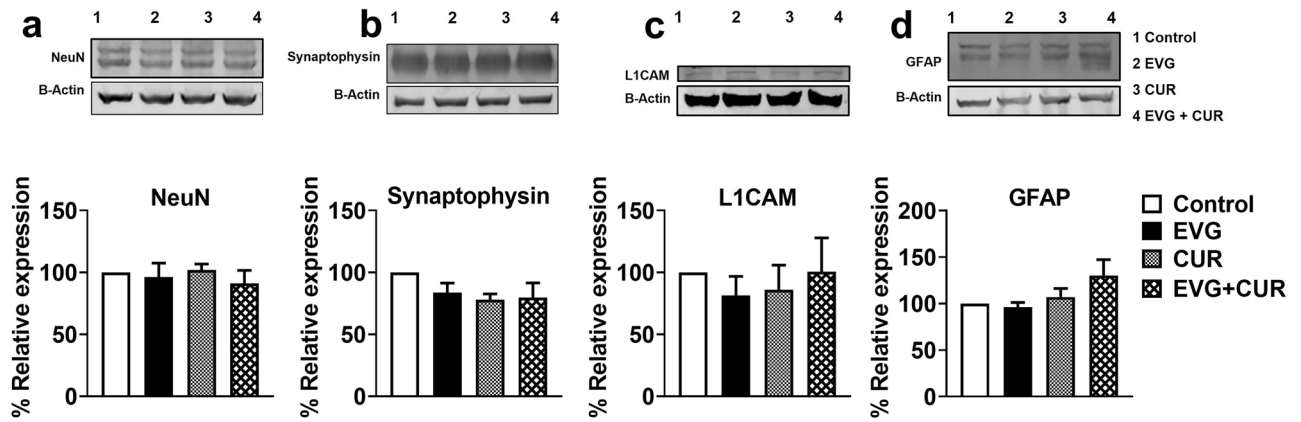 a
1 2 3 4
NeuN
B-Actin
b
1 2 3 4
Synaptophysin
B-Actin
c
1 2 3 4
L1CAM
B-Actin
d
1 2 3 4
GFAP
B-Actin
1 Control
2 EVG
3 CUR
4 EVG + CUR
NeuN
% Relative expression
150
100
50
0
Synaptophysin
% Relative expression
150
100
50
0
L1CAM
% Relative expression
150
100
50
0
GFAP
% Relative expression
200
150
100
50
0
Control
EVG
CUR
EVG+CUR